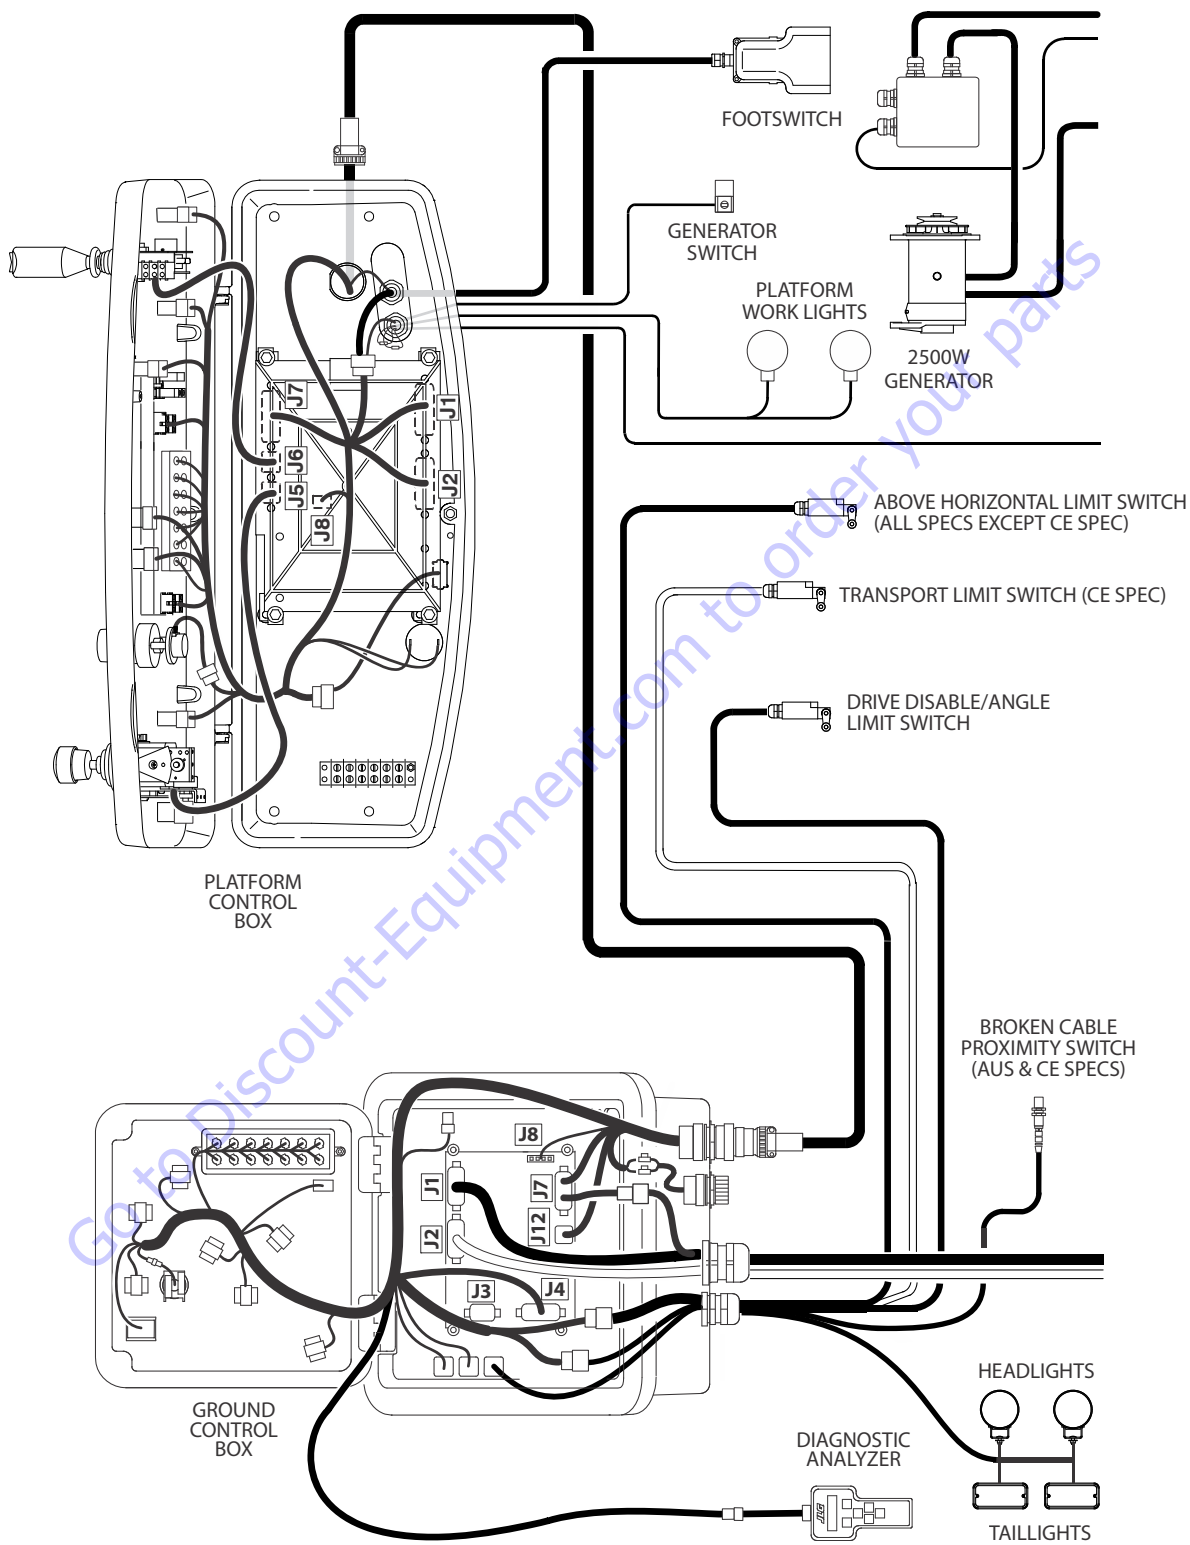 FOOTSWITCH
GENERATOR
SWITCH
PLATFORM
WORK LIGHTS
2500W
GENERATOR
J7
J1
J6
J5
J2
J8
ABOVE HORIZONTAL LIMIT SWITCH
(ALL SPECS EXCEPT CE SPEC)
TRANSPORT LIMIT SWITCH (CE SPEC)
DRIVE DISABLE/ANGLE
LIMIT SWITCH
PLATFORM
CONTROL
BOX
BROKEN CABLE
PROXIMITY SWITCH
(AUS & CE SPECS)
J8
J1
J7
J2
J12
J3
J4
GROUND
CONTROL
BOX
HEADLIGHTS
DIAGNOSTIC
ANALYZER
JLG
TAILLIGHTS
Go to Discount-Equipment.com to order your parts